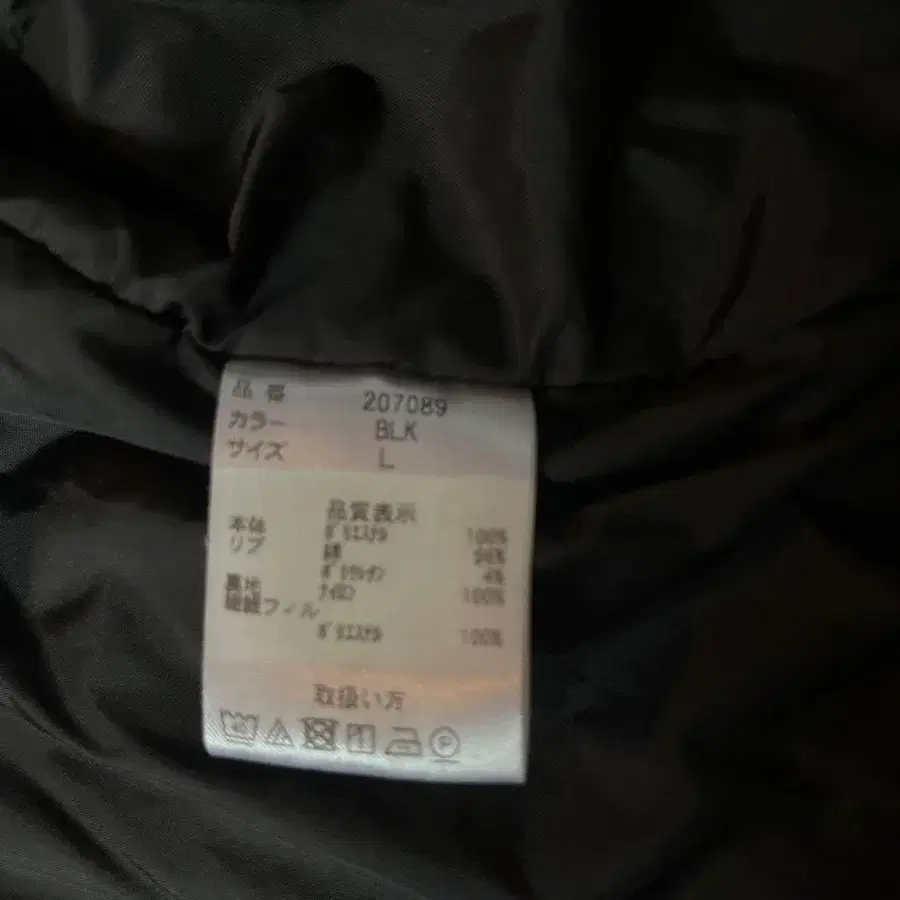 品番 207089
カラー BLK
サイズ L
品質表示
本体 ポリエステル 100%
リブ 綿 96%
ポリウレタン 4%
裏地 ナイロン 100%
繊維フィル
ポリエステル 100%
取扱い方